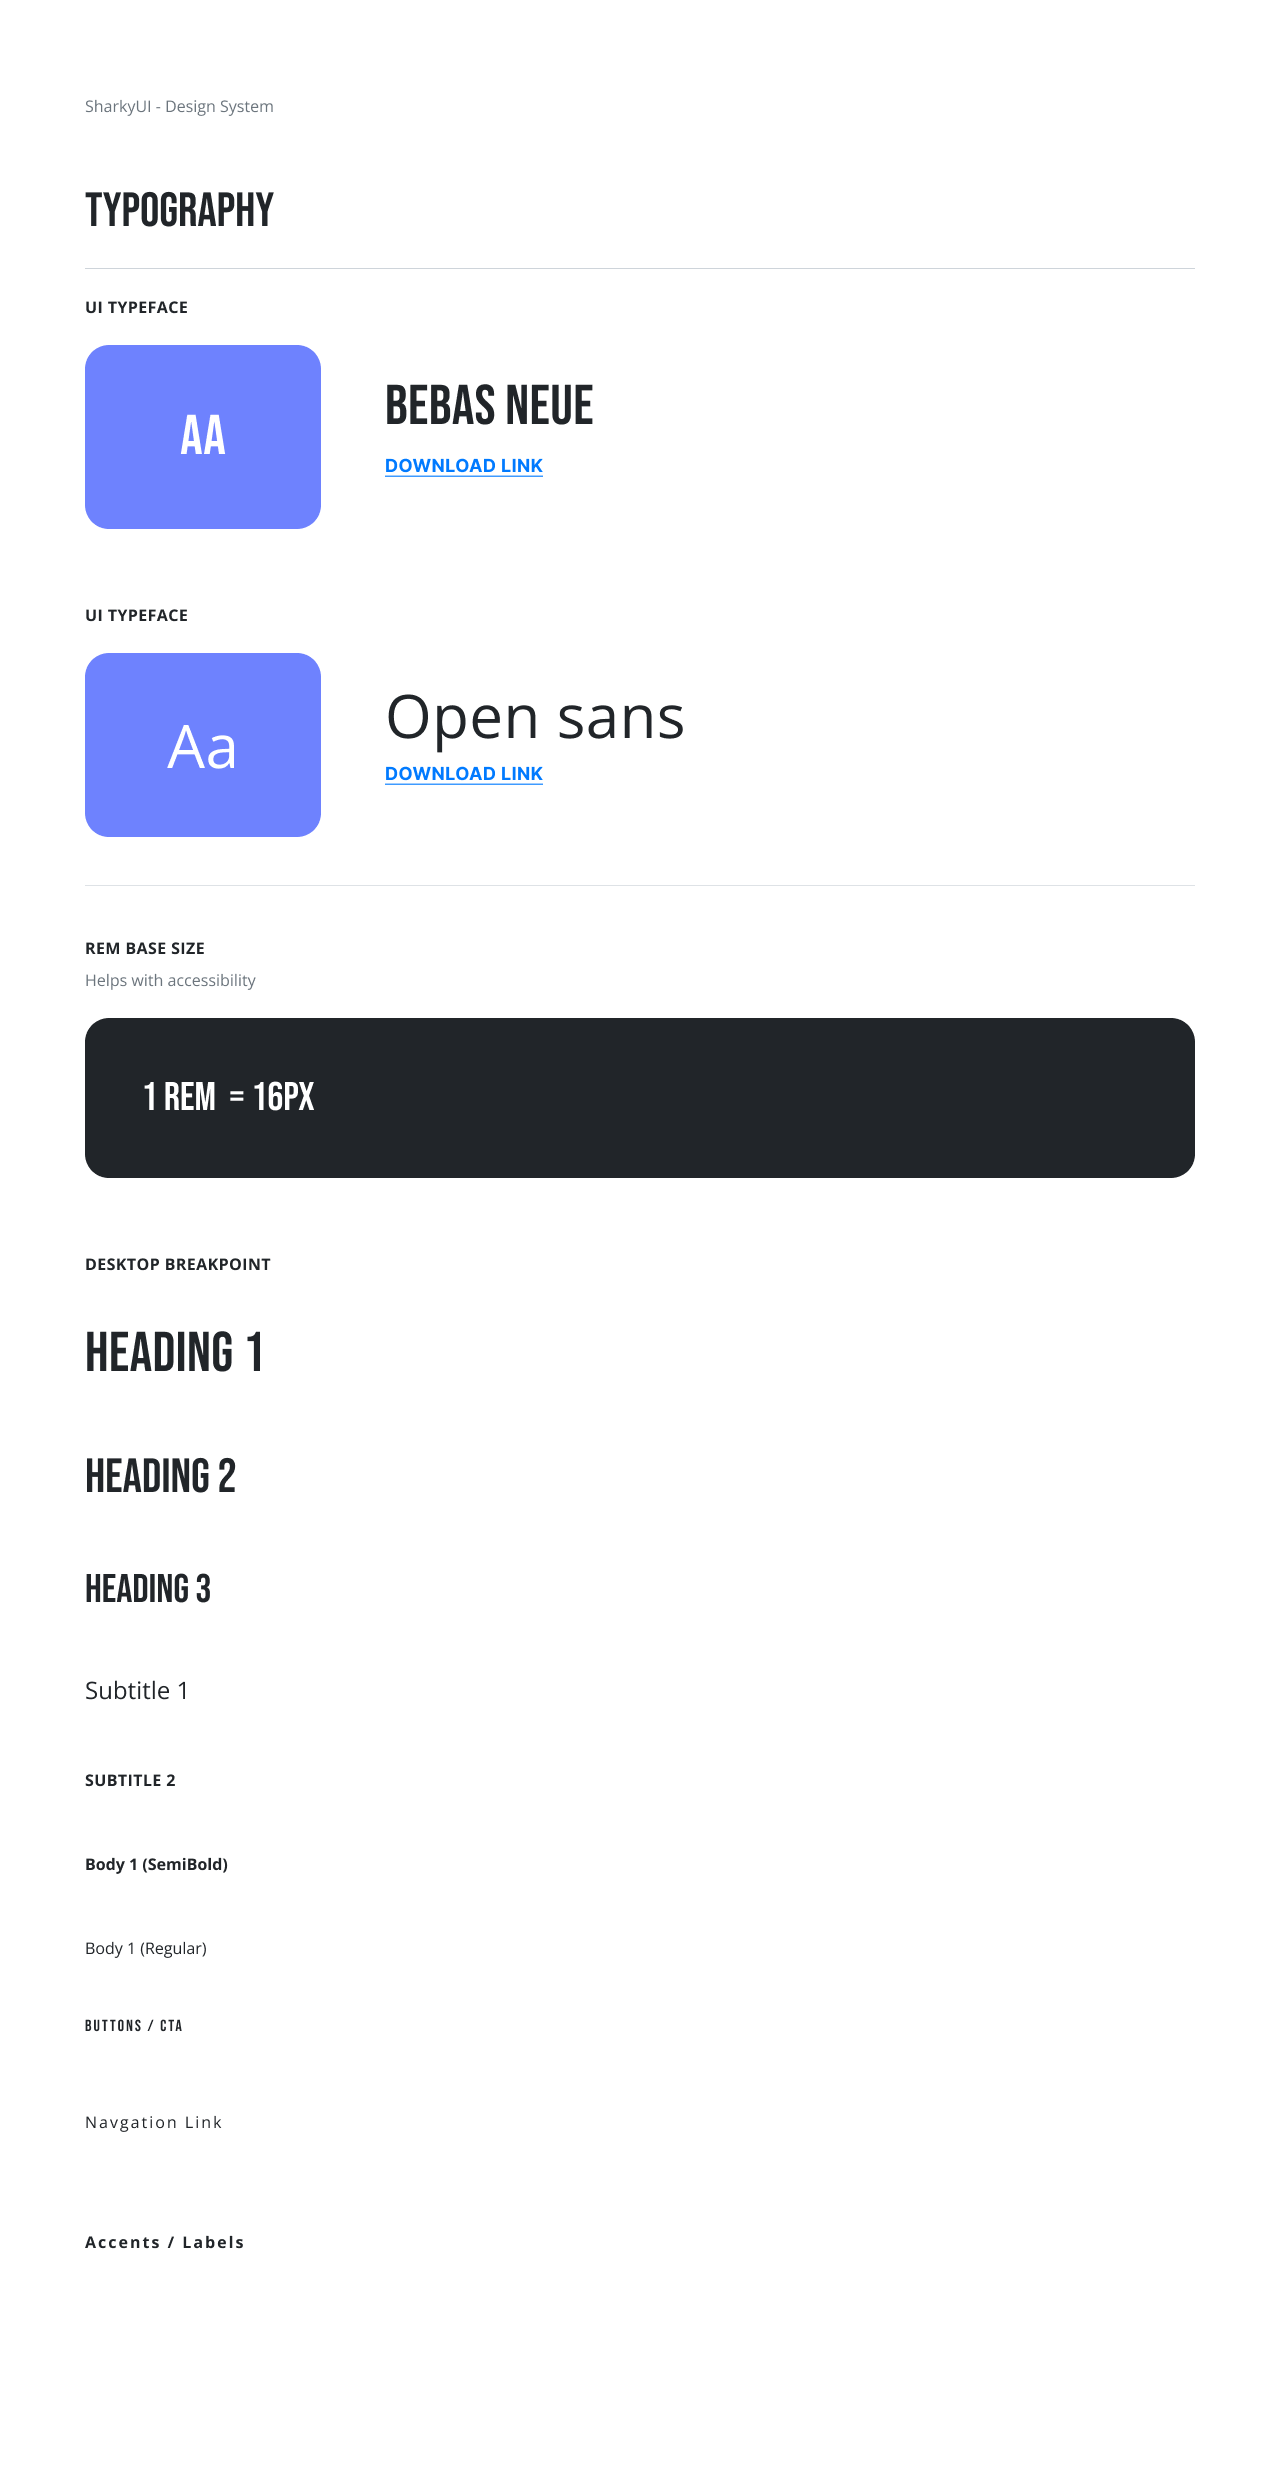 SharkyUI - Design System
TYPOGRAPHY
UI TYPEFACE
AA
BEBAS NEUE
DOWNLOAD LINK
UI TYPEFACE
Aa
Open sans
DOWNLOAD LINK
REM BASE SIZE
Helps with accessibility
1 REM = 16PX
DESKTOP BREAKPOINT
HEADING 1
HEADING 2
HEADING 3
Subtitle 1
SUBTITLE 2
Body 1 (SemiBold)
Body 1 (Regular)
BUTTONS / CTA
Navgation Link
Accents / Labels